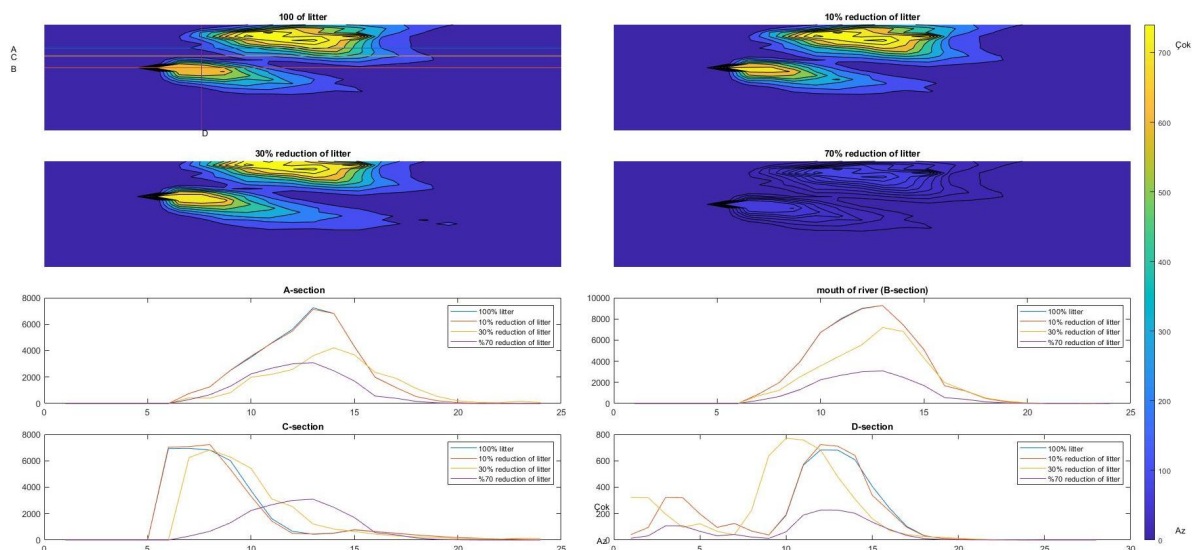 100 of litter
10% reduction of litter
A
C
B
D
30% reduction of litter
70% reduction of litter
Çok
700
600
500
400
300
200
100
0
Az
A-section
8000
6000
4000
2000
0
0 5 10 15 20 25
100% litter
10% reduction of litter
30% reduction of litter
%70 reduction of litter
mouth of river (B-section)
10000
8000
6000
4000
2000
0
0 5 10 15 20 25
100% litter
10% reduction of litter
30% reduction of litter
%70 reduction of litter
C-section
8000
6000
4000
2000
0
0 5 10 15 20 25
100% litter
10% reduction of litter
30% reduction of litter
%70 reduction of litter
D-section
800
600
400
200
0
Çok
Az
0 5 10 15 20 25 30
100% litter
10% reduction of litter
30% reduction of litter
%70 reduction of litter